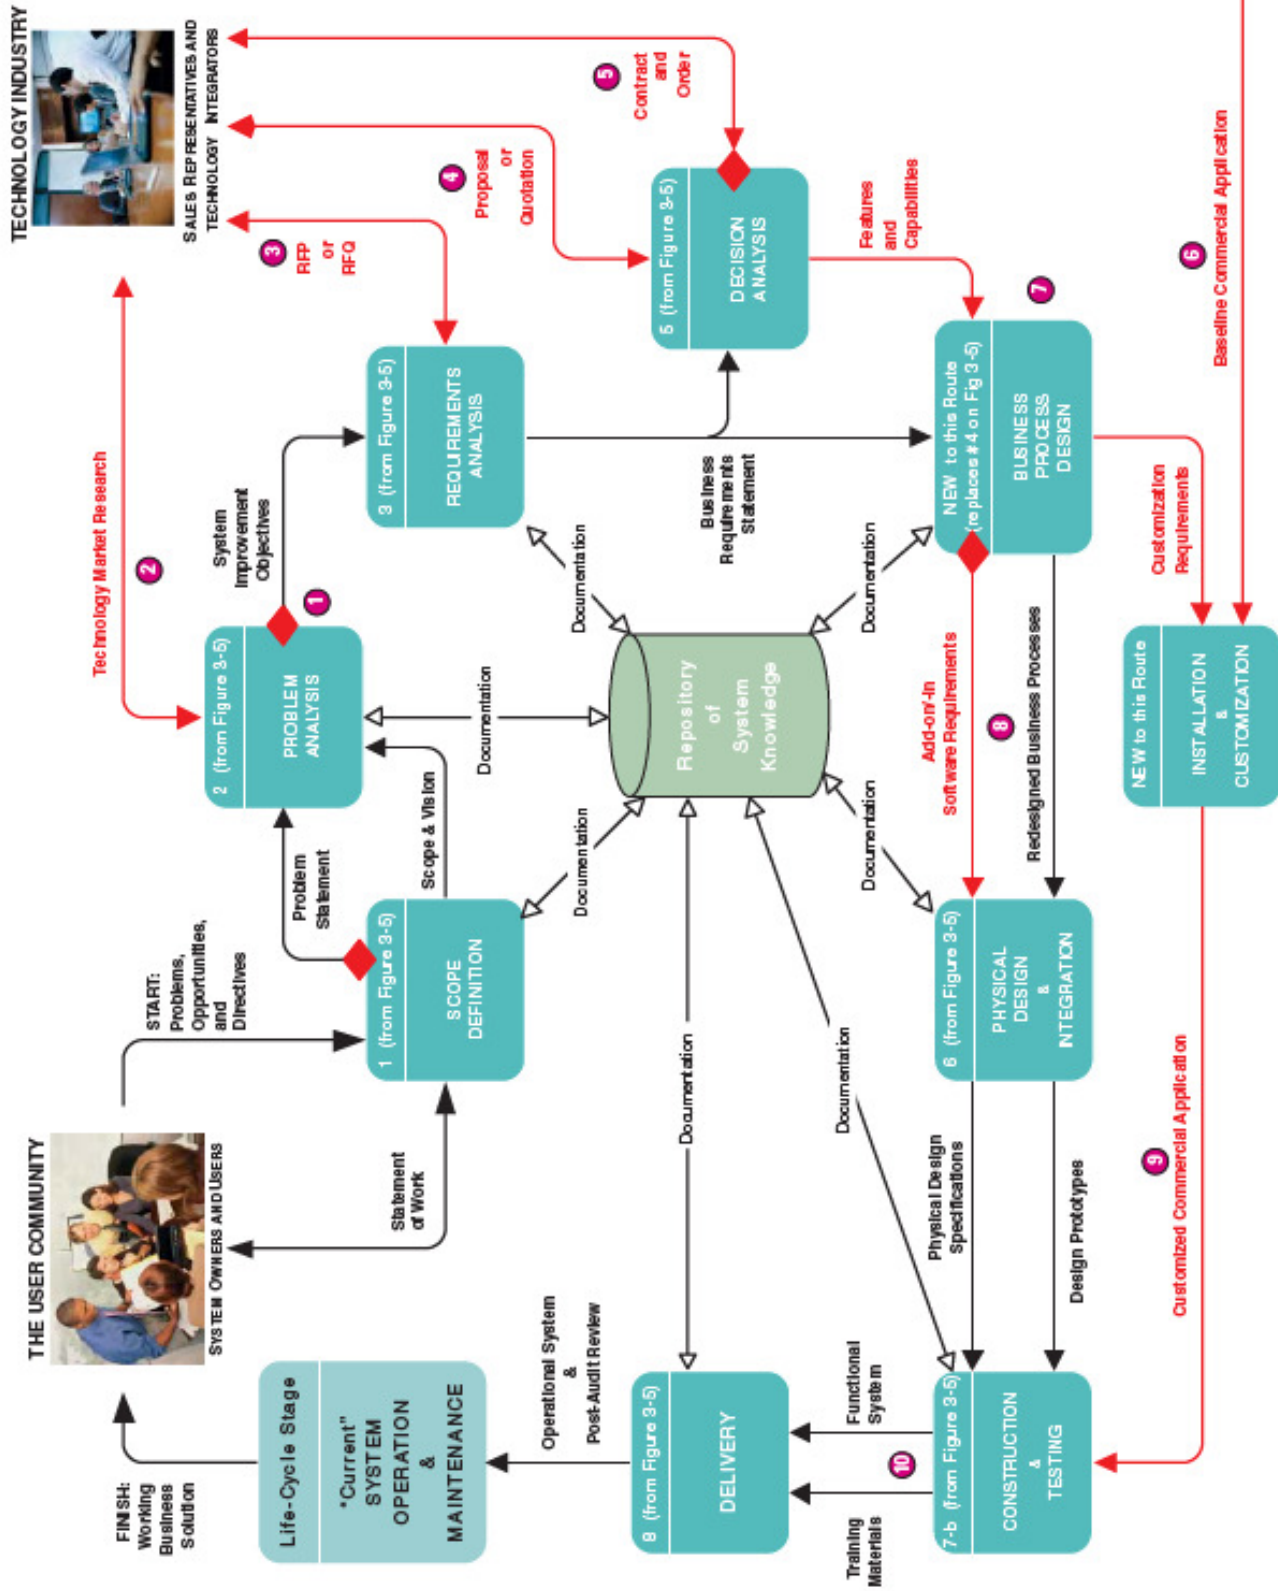 THE USER COMMUNITY
SYSTEM OWNERS AND USERS
TECHNOLOGY INDUSTRY
SALES REPRESENTATIVES AND
TECHNOLOGY INTEGRATORS
FINISH:
Working
Business
Solution
START:
Problems,
Opportunities,
and
Directives
Technology Market Research
2
Life-Cycle Stage
"Current"
SYSTEM
OPERATION
&
MAINTENANCE
Statement
of Work
Problem
Statement
2 (from Figure 3-5)
PROBLEM
ANALYSIS
1
System
Improvement
Objectives
3
RFP
or
RFQ
1 (from Figure 3-5)
SCOPE
DEFINITION
Scope & Vision
3 (from Figure 3-5)
REQUIREMENTS
ANALYSIS
4
Proposal
or
Quotation
5
Contract
and
Order
Operational System
&
Post-Audit Review
Documentation
Documentation
Documentation
Repository
of
System
Knowledge
Business
Requirements
Statement
5 (from Figure 3-5)
DECISION
ANALYSIS
8 (from Figure 3-5)
DELIVERY
Documentation
Documentation
Documentation
Documentation
Features
and
Capabilities
Training
Materials
10
Functional
System
7-b (from Figure 3-5)
CONSTRUCTION
&
TESTING
Physical Design
Specifications
Design Prototypes
6 (from Figure 3-5)
PHYSICAL
DESIGN
&
INTEGRATION
Add-on/-in
Software Requirements
8
Redesigned Business Processes
NEW to this Route
(replaces #4 on Fig 3-5)
BUSINESS
PROCESS
DESIGN
7
9
Customized Commercial Application
NEW to this Route
INSTALLATION
&
CUSTOMIZATION
Customization
Requirements
6
Baseline Commercial Application